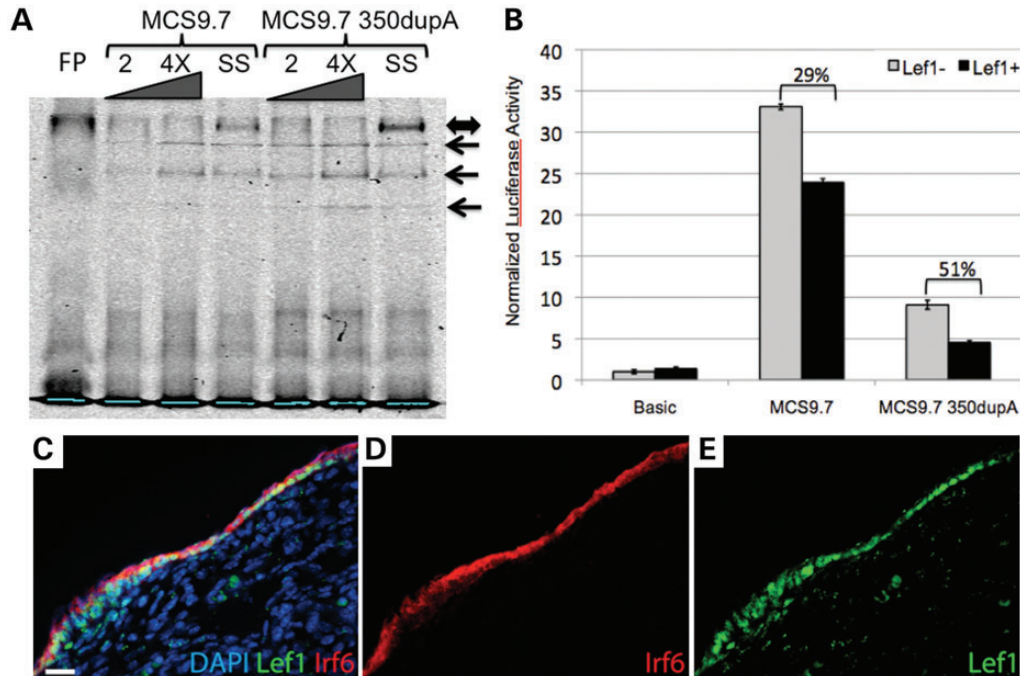 A
MCS9.7 MCS9.7 350dupA
FP 2 4X SS 2 4X SS
B
40
35
30
25
20
15
10
5
0
Normalized Luciferase Activity
Lef1- Lef1+
29%
51%
Basic MCS9.7 MCS9.7 350dupA
C
DAPI Lef1 Irf6
D
Irf6
E
Lef1